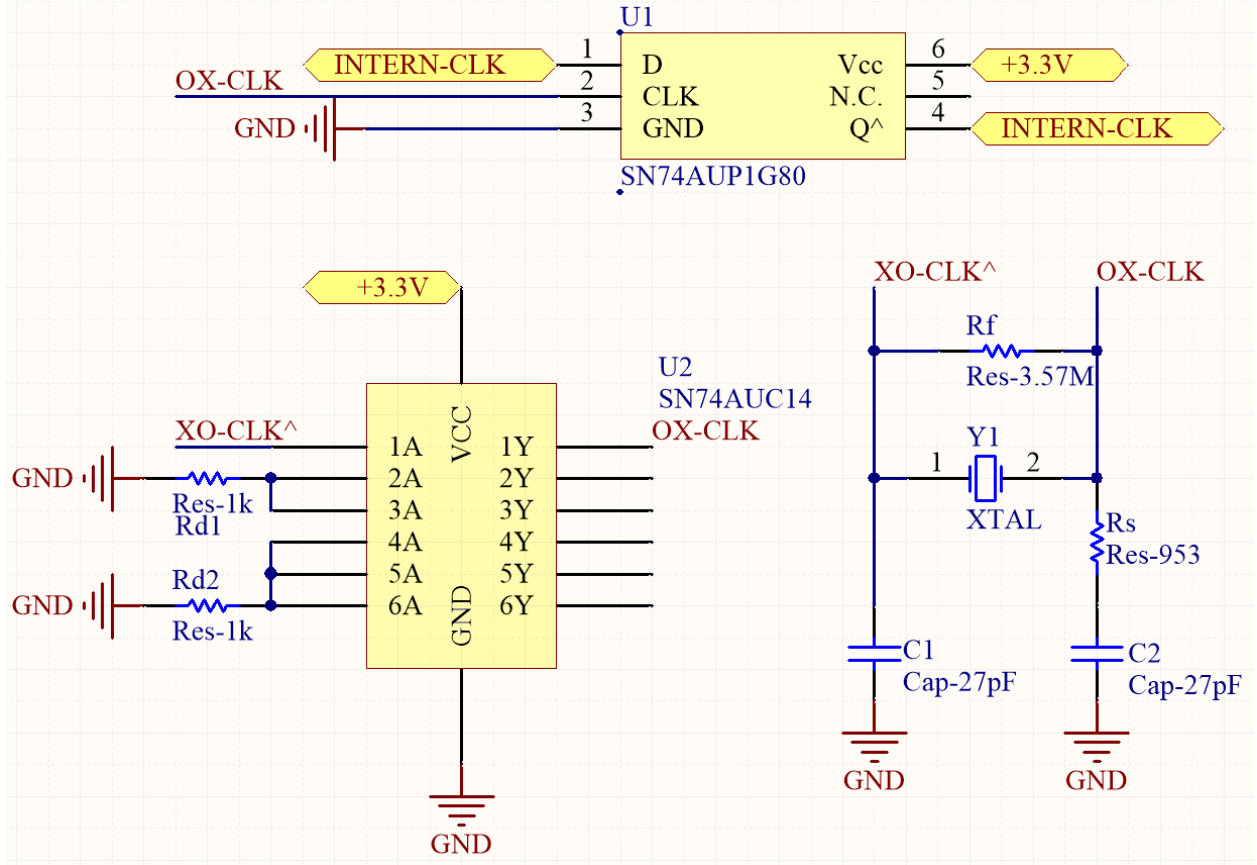 U1
INTERN-CLK 1 D Vcc 6 +3.3V
OX-CLK 2 CLK N.C. 5
GND 3 GND Q^ 4 INTERN-CLK
SN74AUP1G80
+3.3V
U2
SN74AUC14
XO-CLK^ 1A VCC 1Y OX-CLK
GND 2A 2Y
Res-1k
Rd1
3A 3Y
4A 4Y
Rd2
5A 5Y
GND 6A GND 6Y
Res-1k
GND
XO-CLK^ OX-CLK
Rf
Res-3.57M
Y1
1 2
XTAL
Rs
Res-953
C1
Cap-27pF
C2
Cap-27pF
GND GND